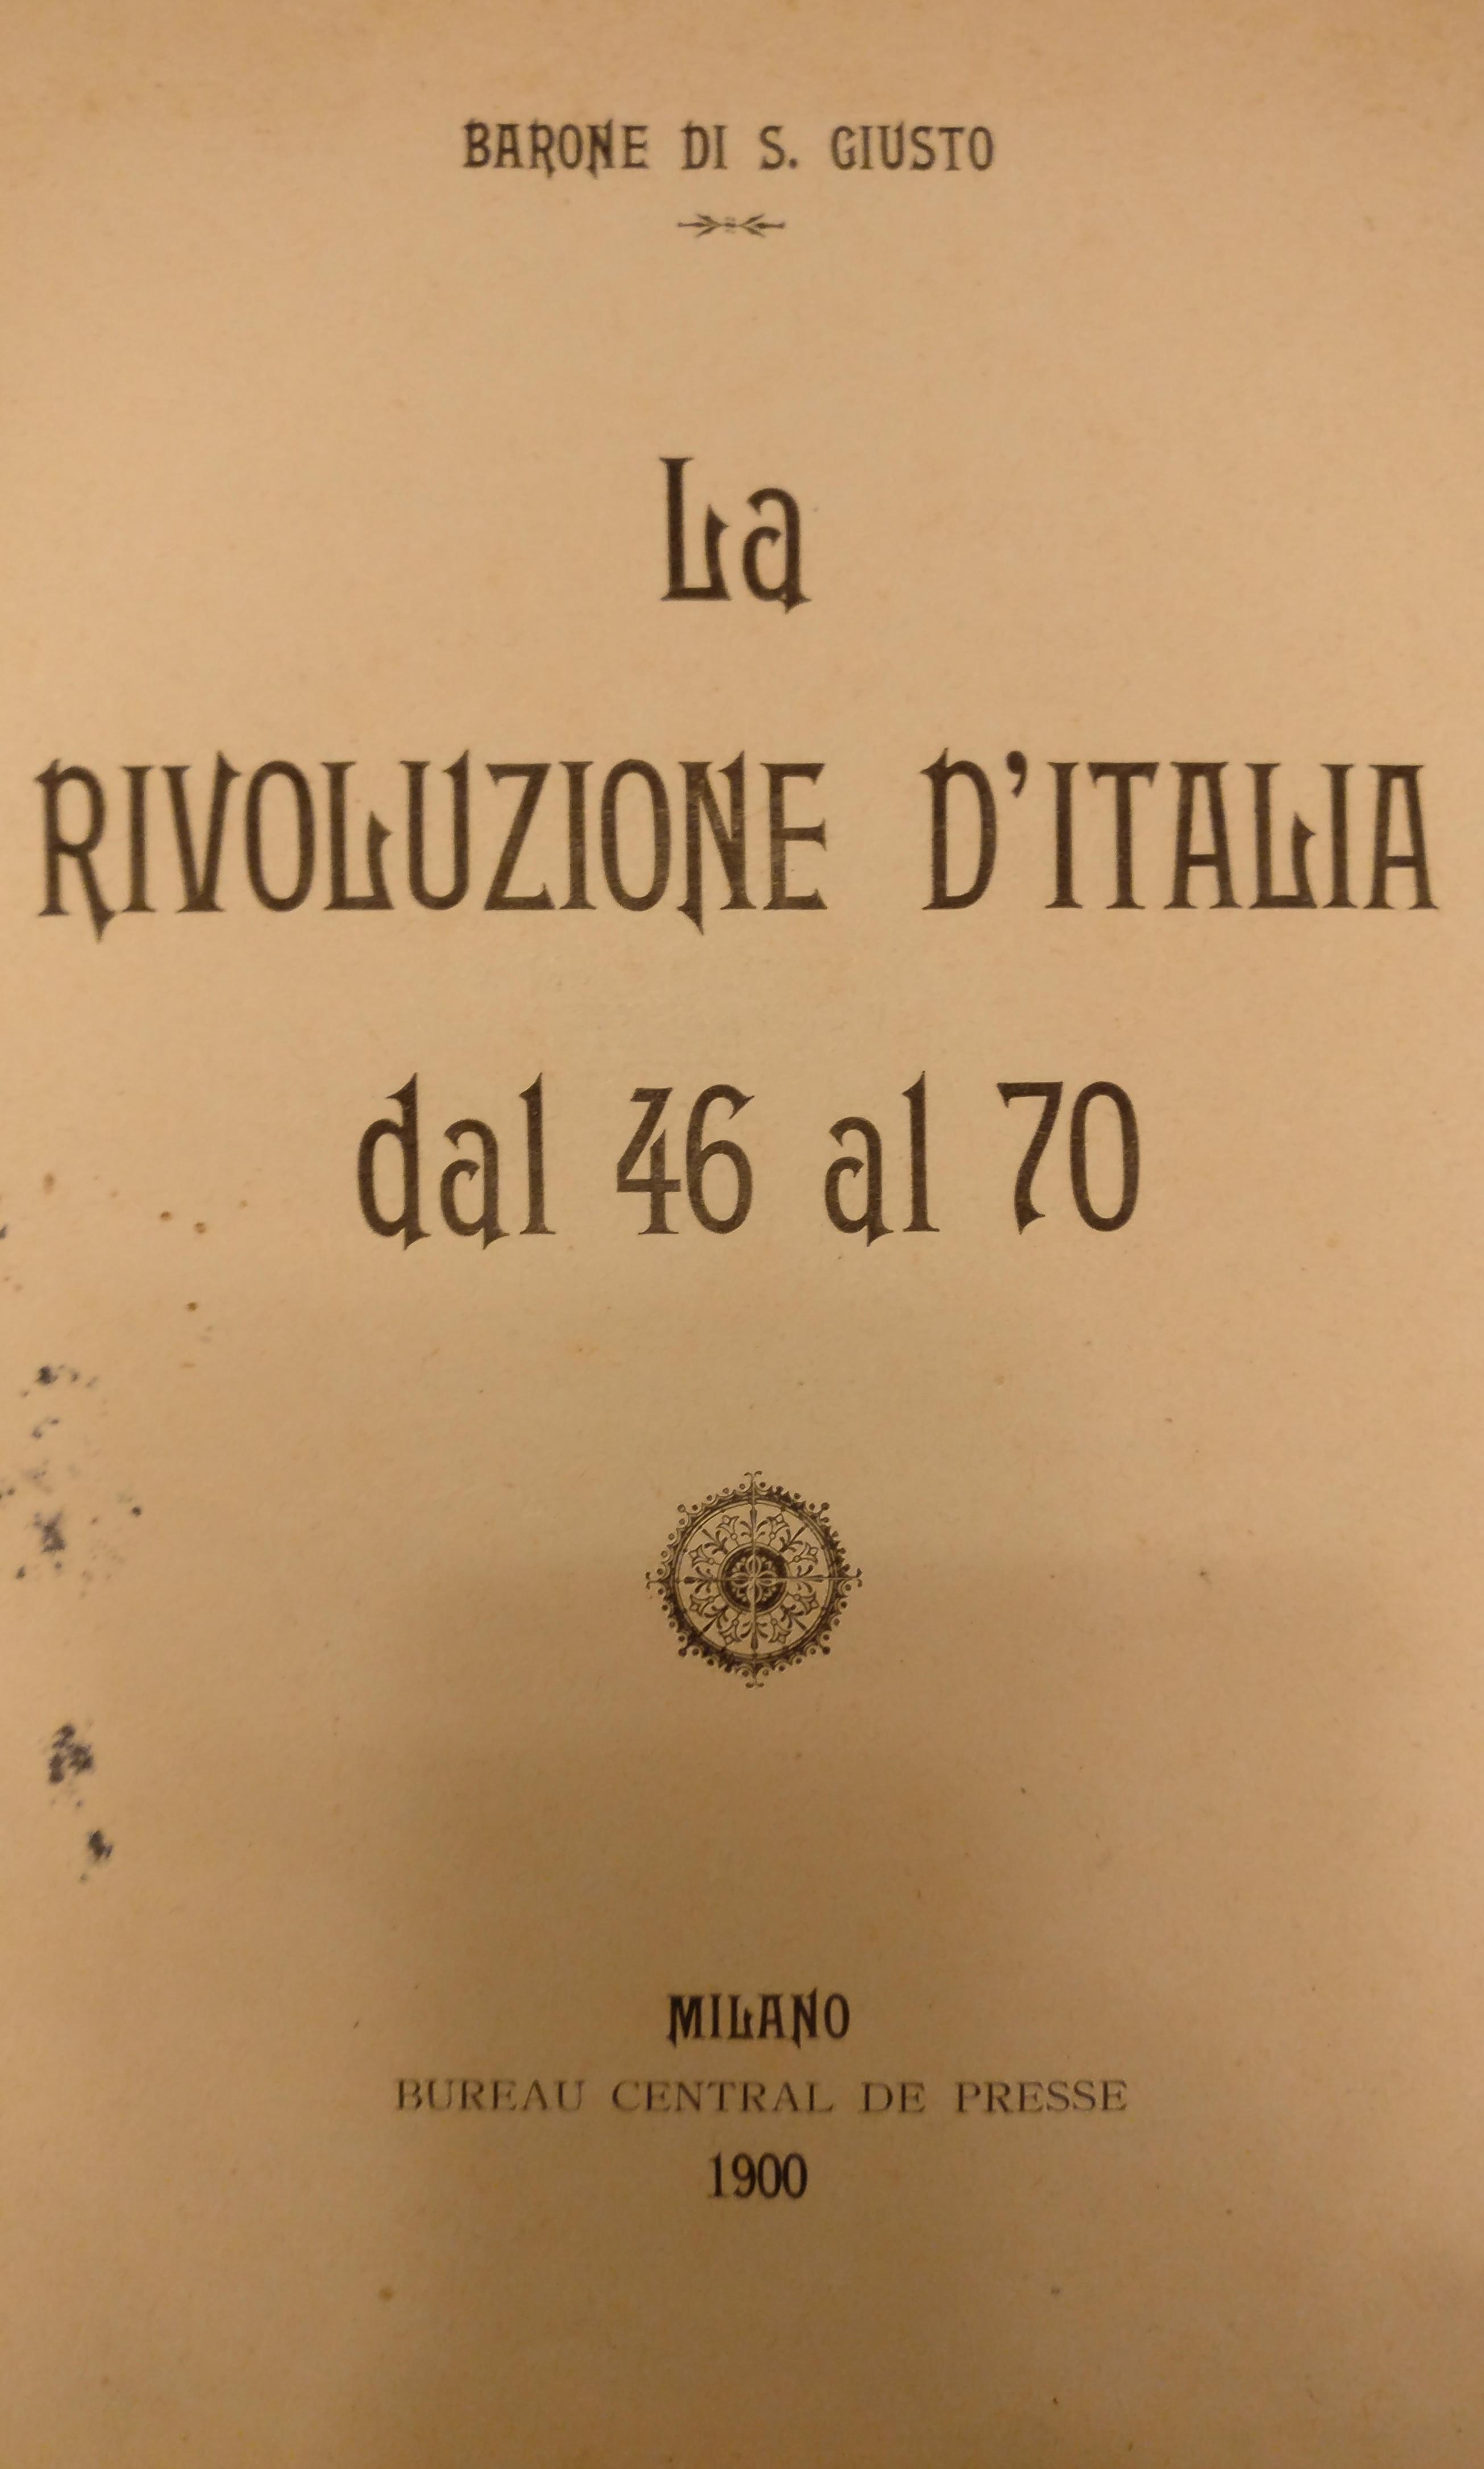 BARONE DI S. GIUSTO
La
RIVOLUZIONE D'ITALIA
dal 46 al 70
MILANO
BUREAU CENTRAL DE PRESSE
1900